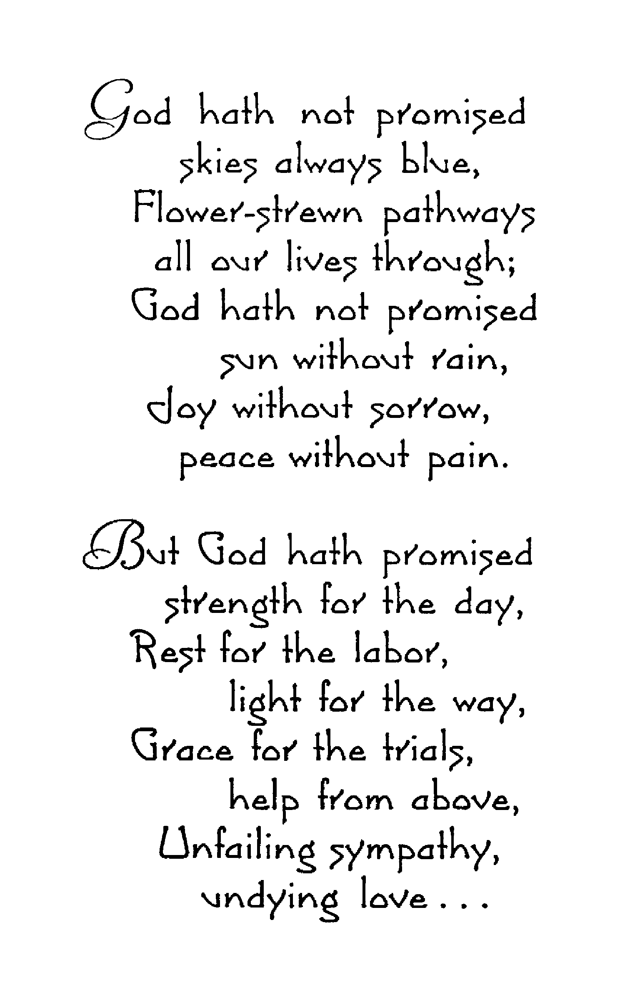 God hath not promised
skies always blue,
Flower-strewn pathways
all our lives through;
God hath not promised
sun without rain,
Joy without sorrow,
peace without pain.
But God hath promised
strength for the day,
Rest for the labor,
light for the way,
Grace for the trials,
help from above,
Unfailing sympathy,
undying love . . .